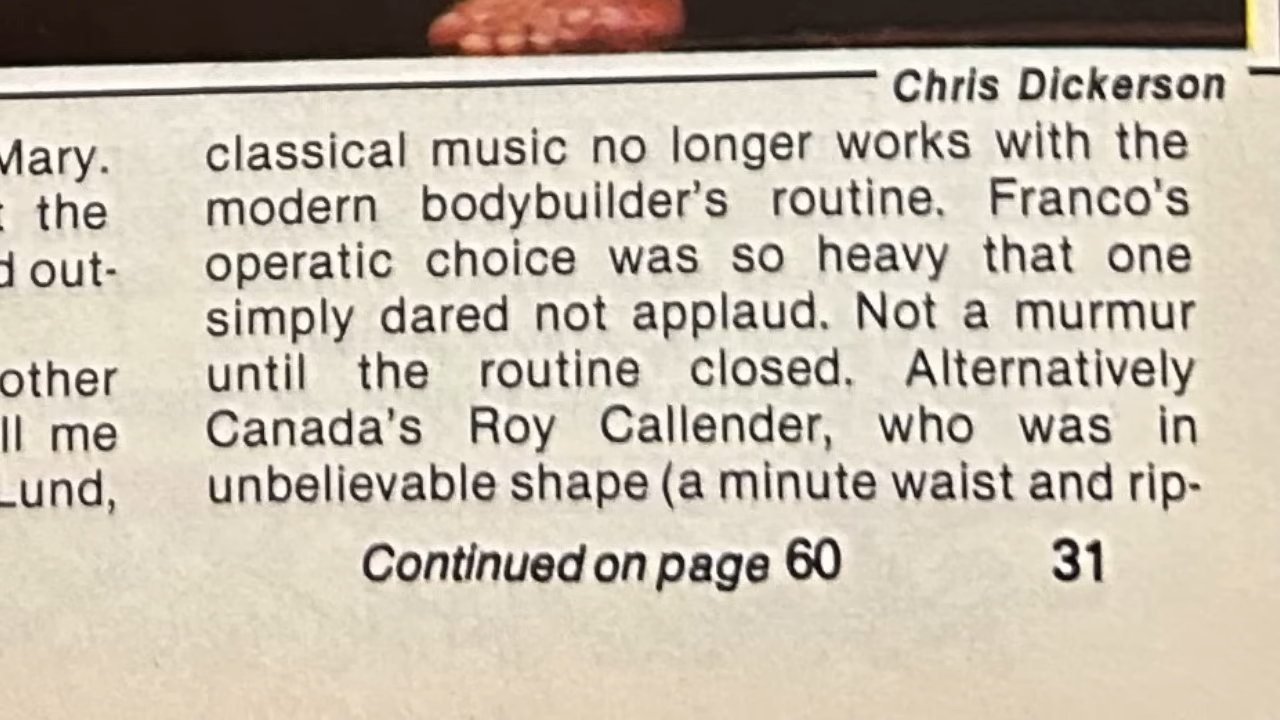 Chris Dickerson
Mary.
the
out-
other
me
Lund,
classical music no longer works with the
modern bodybuilder's routine. Franco's
operatic choice was so heavy that one
simply dared not applaud. Not a murmur
until the routine closed. Alternatively
Canada's Roy Callender, who was in
unbelievable shape (a minute waist and rip-
Continued on page 60
31